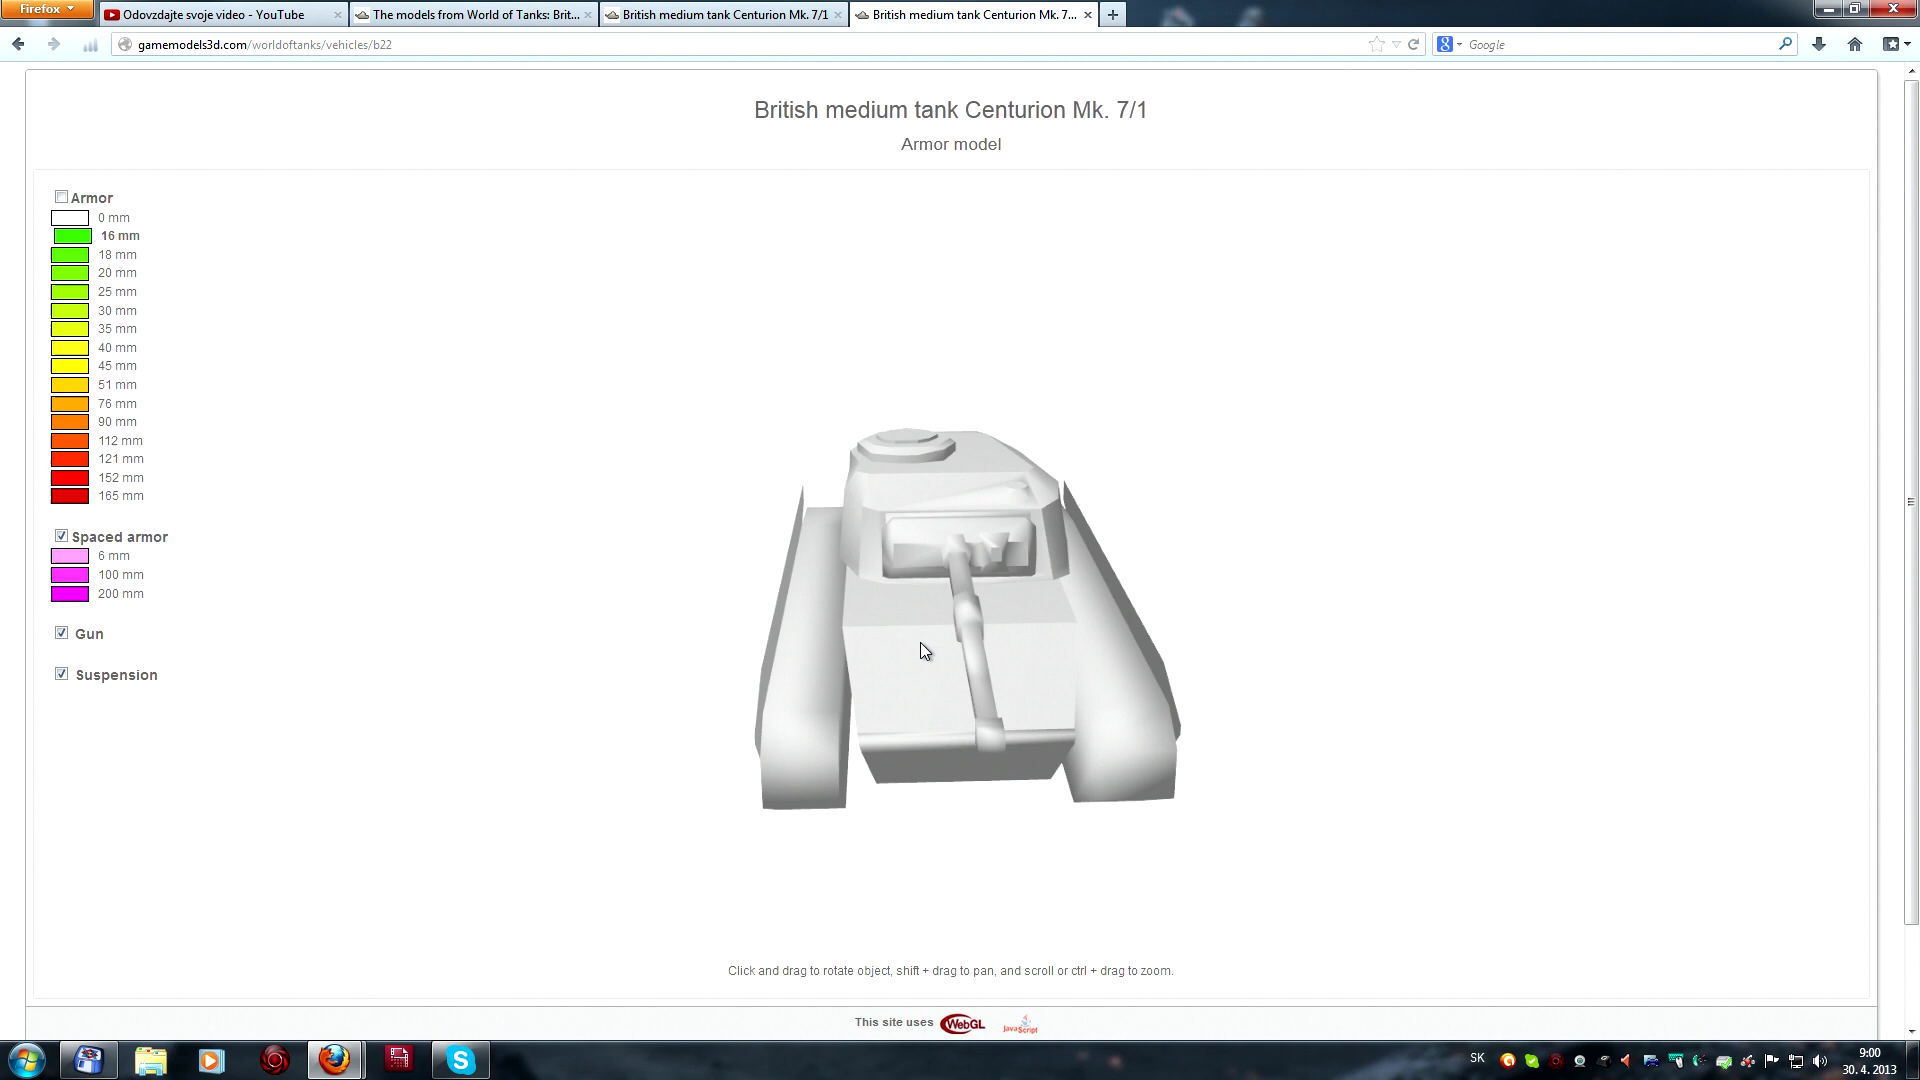 Firefox
Odovzdajte svoje video - YouTube
The models from World of Tanks: Brit...
British medium tank Centurion Mk. 7/1
British medium tank Centurion Mk. 7...
gamemodels3d.com/worldoftanks/vehicles/b22
Google
British medium tank Centurion Mk. 7/1
Armor model
Armor
0 mm
16 mm
18 mm
20 mm
25 mm
30 mm
35 mm
40 mm
45 mm
51 mm
76 mm
90 mm
112 mm
121 mm
152 mm
165 mm
Spaced armor
6 mm
100 mm
200 mm
Gun
Suspension
Click and drag to rotate object, shift + drag to pan, and scroll or ctrl + drag to zoom.
This site uses WebGL JavaScript
SK
9:00
30. 4. 2013